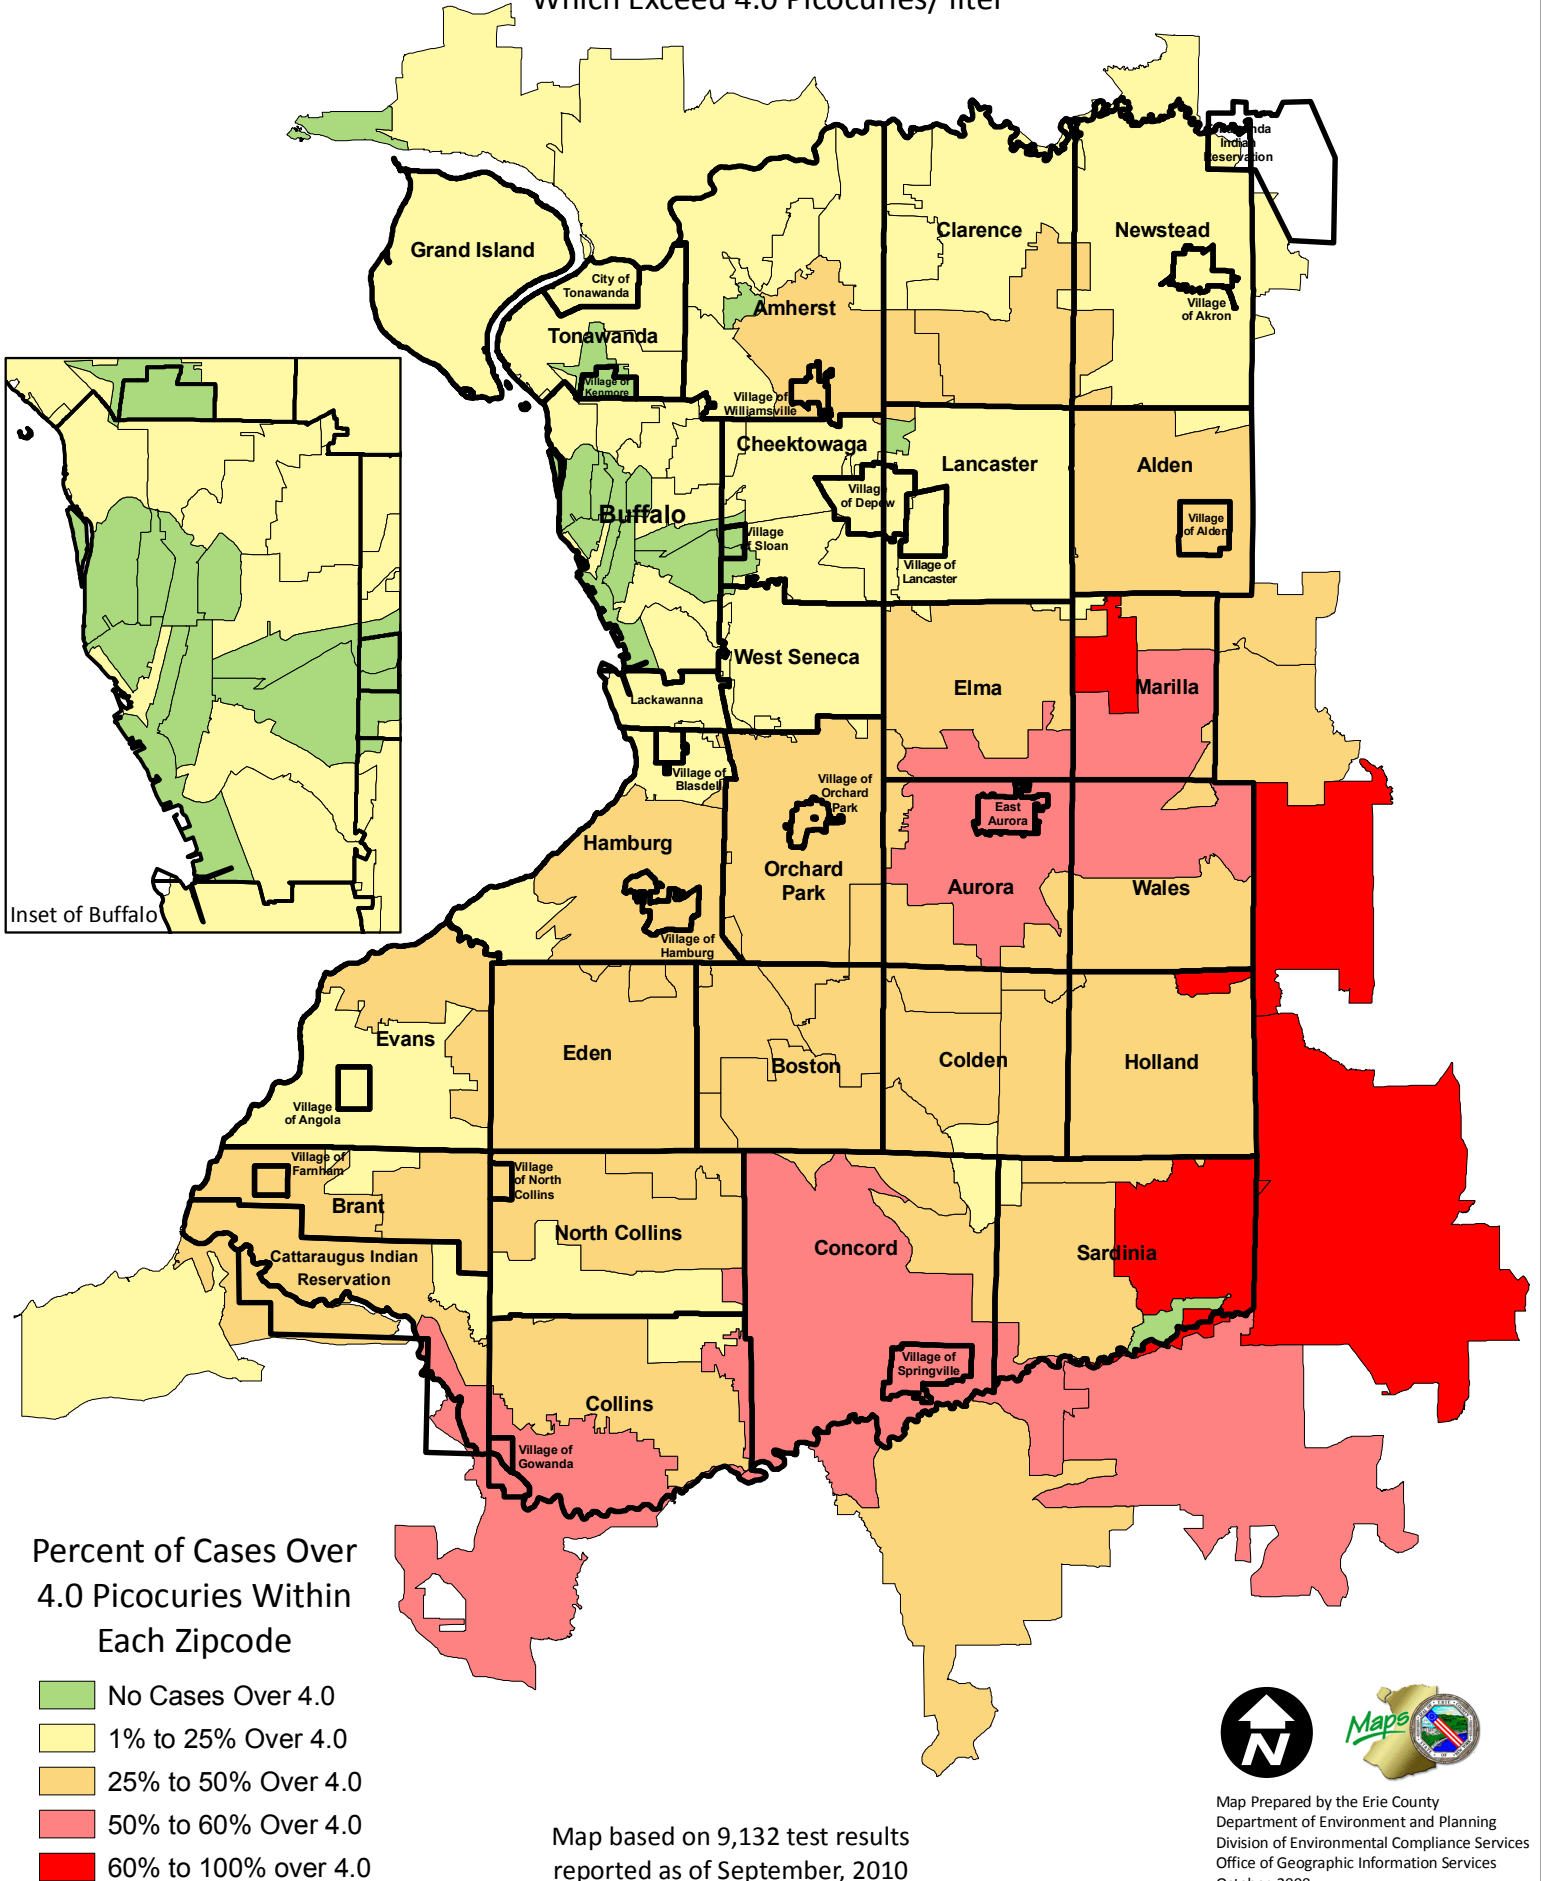 Which Exceed 4.0 Picocuries/ liter
Indian
Reservation
Grand Island
Clarence
Newstead
City of
Tonawanda
Village
of Akron
Amherst
Tonawanda
Village of
Kenmore
Village of
Williamsville
Cheektowaga
Lancaster
Alden
Village
of Depew
Buffalo
Village
of Alden
Village
of Sloan
Village of
Lancaster
West Seneca
Elma
Marilla
Lackawanna
Village of
Blasdell
Village of
Orchard
Park
East
Aurora
Hamburg
Orchard
Park
Aurora
Wales
Inset of Buffalo
Village of
Hamburg
Evans
Eden
Boston
Colden
Holland
Village
of Angola
Village of
Farnham
Village
of North
Collins
Brant
North Collins
Concord
Sardinia
Cattaraugus Indian
Reservation
Village of
Springville
Collins
Village of
Gowanda
Percent of Cases Over
4.0 Picocuries Within
Each Zipcode
No Cases Over 4.0
1% to 25% Over 4.0
25% to 50% Over 4.0
50% to 60% Over 4.0
60% to 100% over 4.0
Map based on 9,132 test results
reported as of September, 2010
N
Maps
Map Prepared by the Erie County
Department of Environment and Planning
Division of Environmental Compliance Services
Office of Geographic Information Services
October 2008